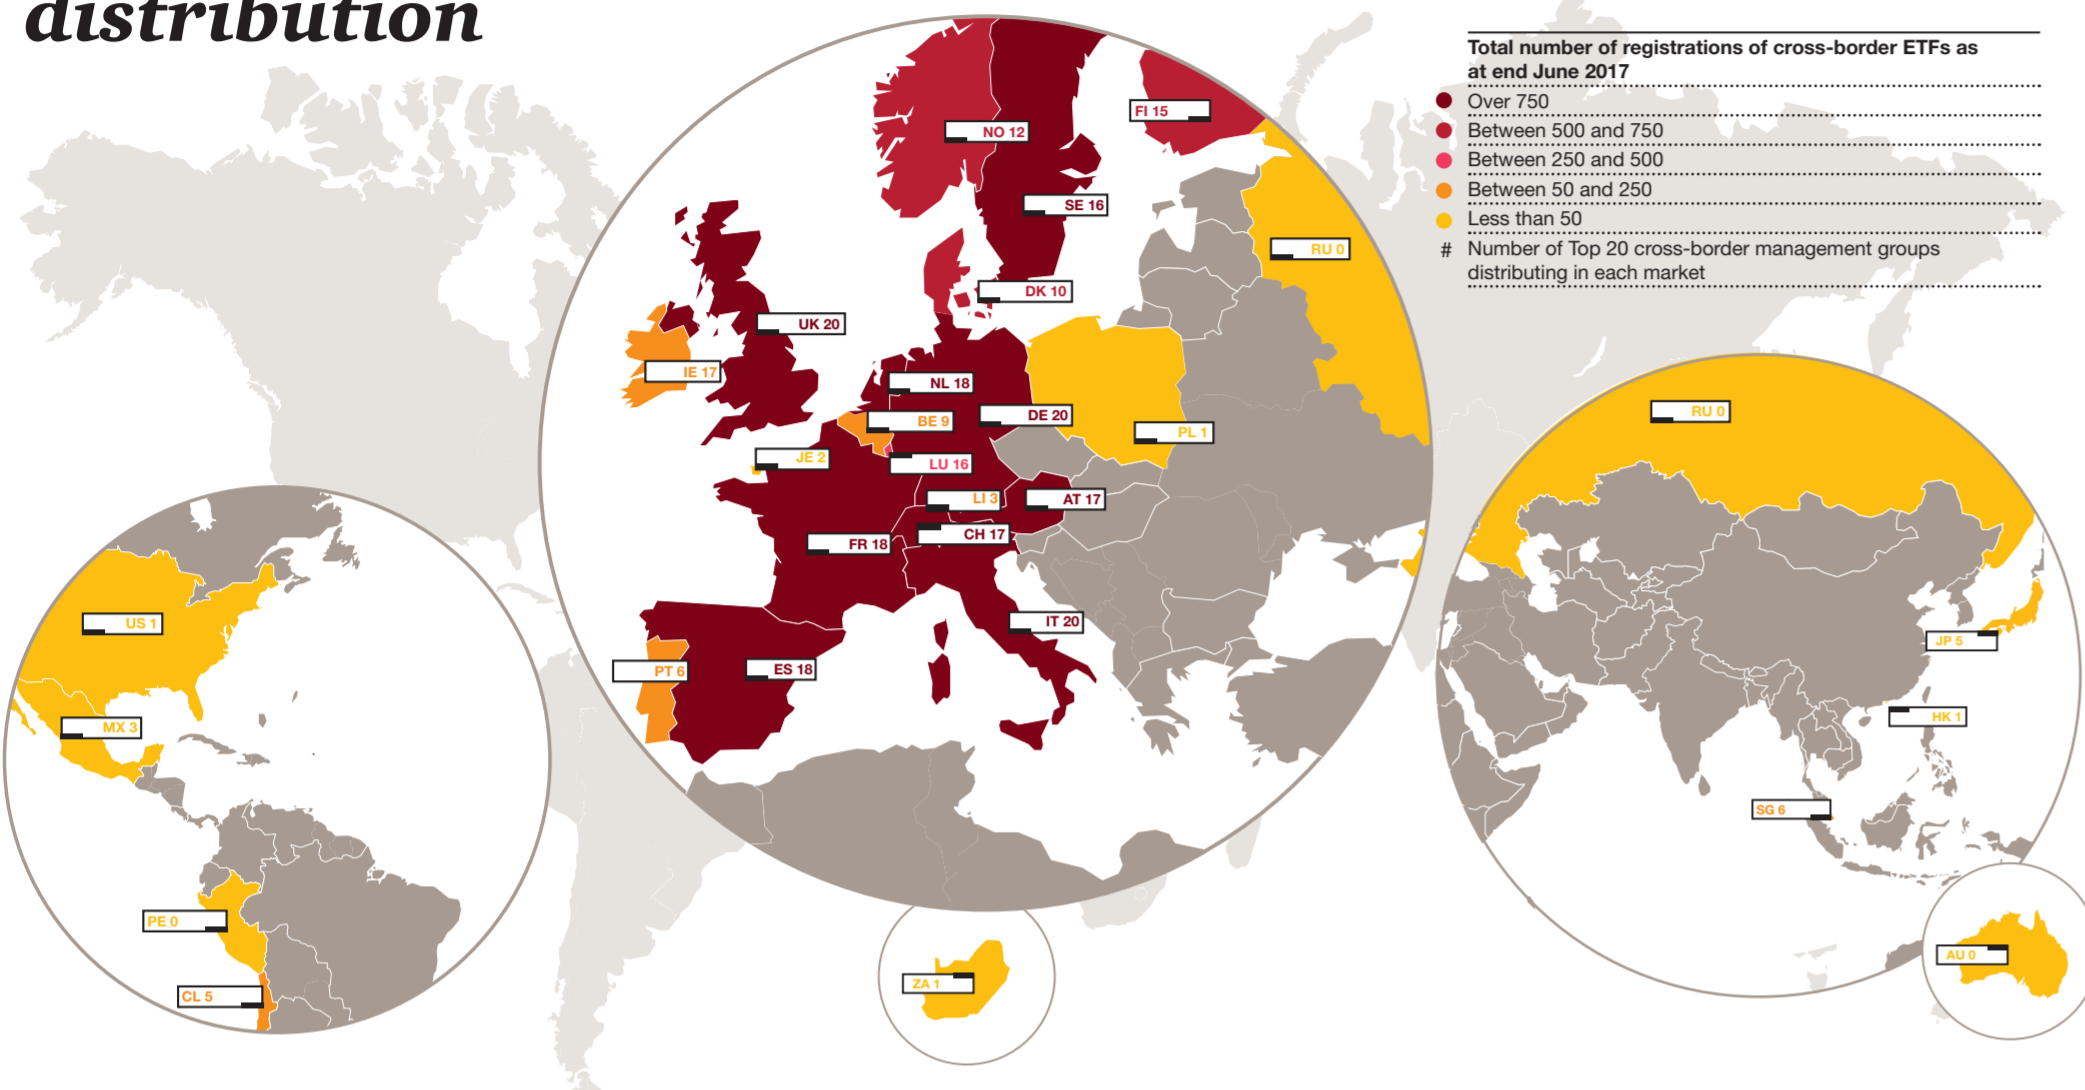 distribution
Total number of registrations of cross-border ETFs as
at end June 2017
Over 750
Between 500 and 750
Between 250 and 500
Between 50 and 250
Less than 50
# Number of Top 20 cross-border management groups
distributing in each market
NO 12
FI 15
SE 16
RU 0
DK 10
UK 20
IE 17
NL 18
BE 9
DE 20
PL 1
JE 2
LU 16
LI 3
AT 17
FR 18
CH 17
IT 20
PT 6
ES 18
US 1
MX 3
PE 0
CL 5
ZA 1
RU 0
JP 5
HK 1
SG 6
AU 0